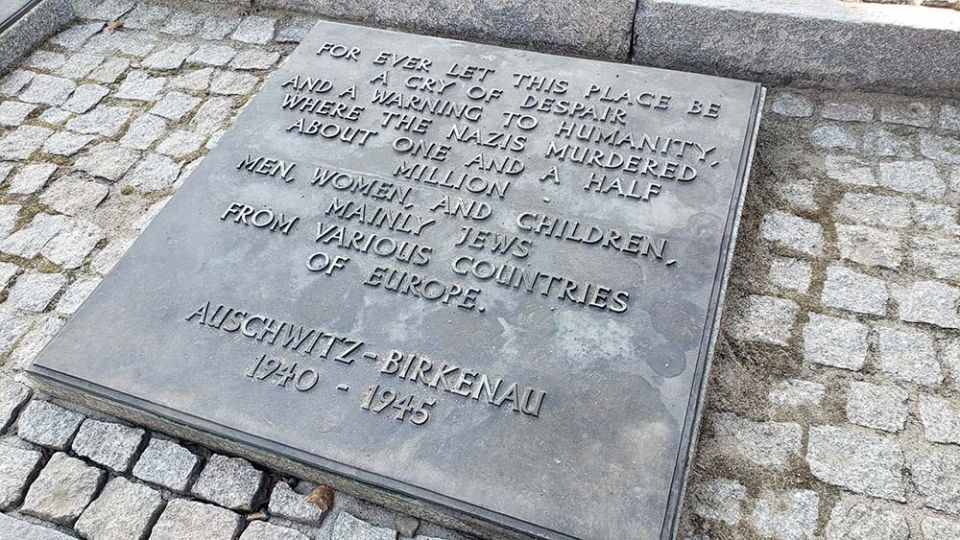 FOR EVER LET THIS PLACE BE
A CRY OF DESPAIR
AND A WARNING TO HUMANITY,
WHERE THE NAZIS MURDERED
ABOUT ONE AND A HALF
MILLION
MEN, WOMEN, AND CHILDREN,
MAINLY JEWS
FROM VARIOUS COUNTRIES
OF EUROPE.
AUSCHWITZ-BIRKENAU
1940 - 1945